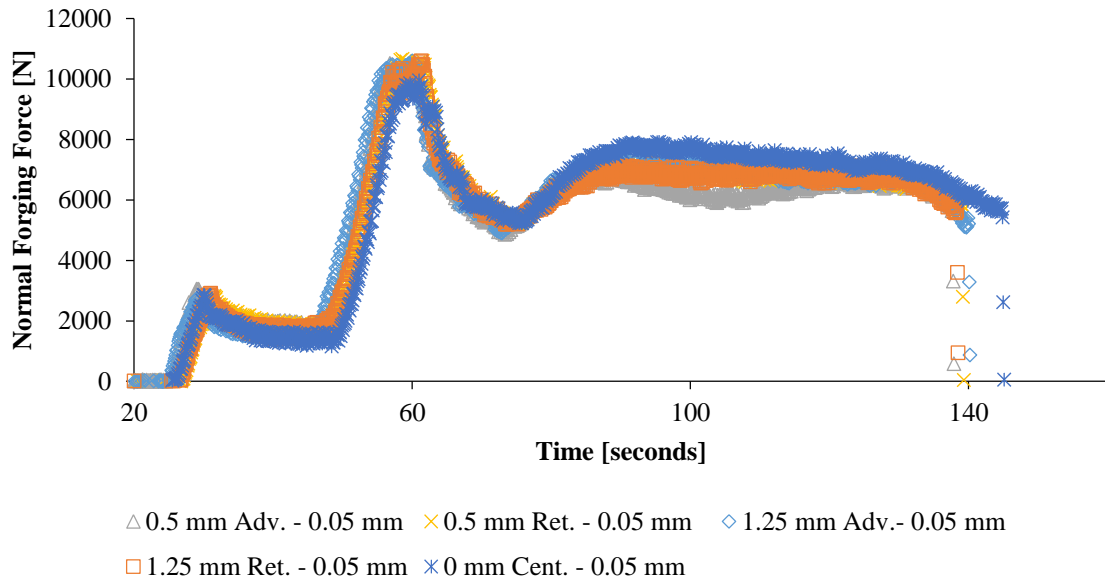 Normal Forging Force [N]
12000
10000
8000
6000
4000
2000
0
20
60
100
140
Time [seconds]
0.5 mm Adv. - 0.05 mm
0.5 mm Ret. - 0.05 mm
1.25 mm Adv.- 0.05 mm
1.25 mm Ret. - 0.05 mm
0 mm Cent. - 0.05 mm